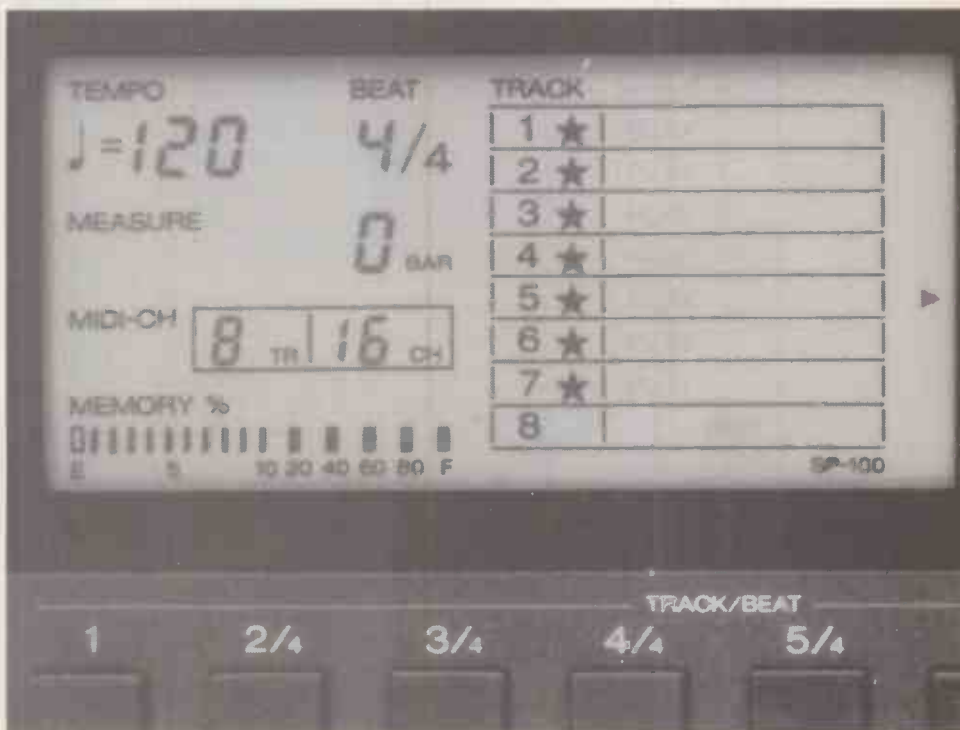 TEMPO BEAT TRACK
♩=120 4/4
MEASURE
0 BAR
MIDI-CH 8 TR 16 CH
MEMORY %
E 5 10 20 40 60 80 F
1 ★
2 ★
3 ★
4 ★
5 ★
6 ★
7 ★
8
SP-100
TRACK/BEAT
1 2/4 3/4 4/4 5/4